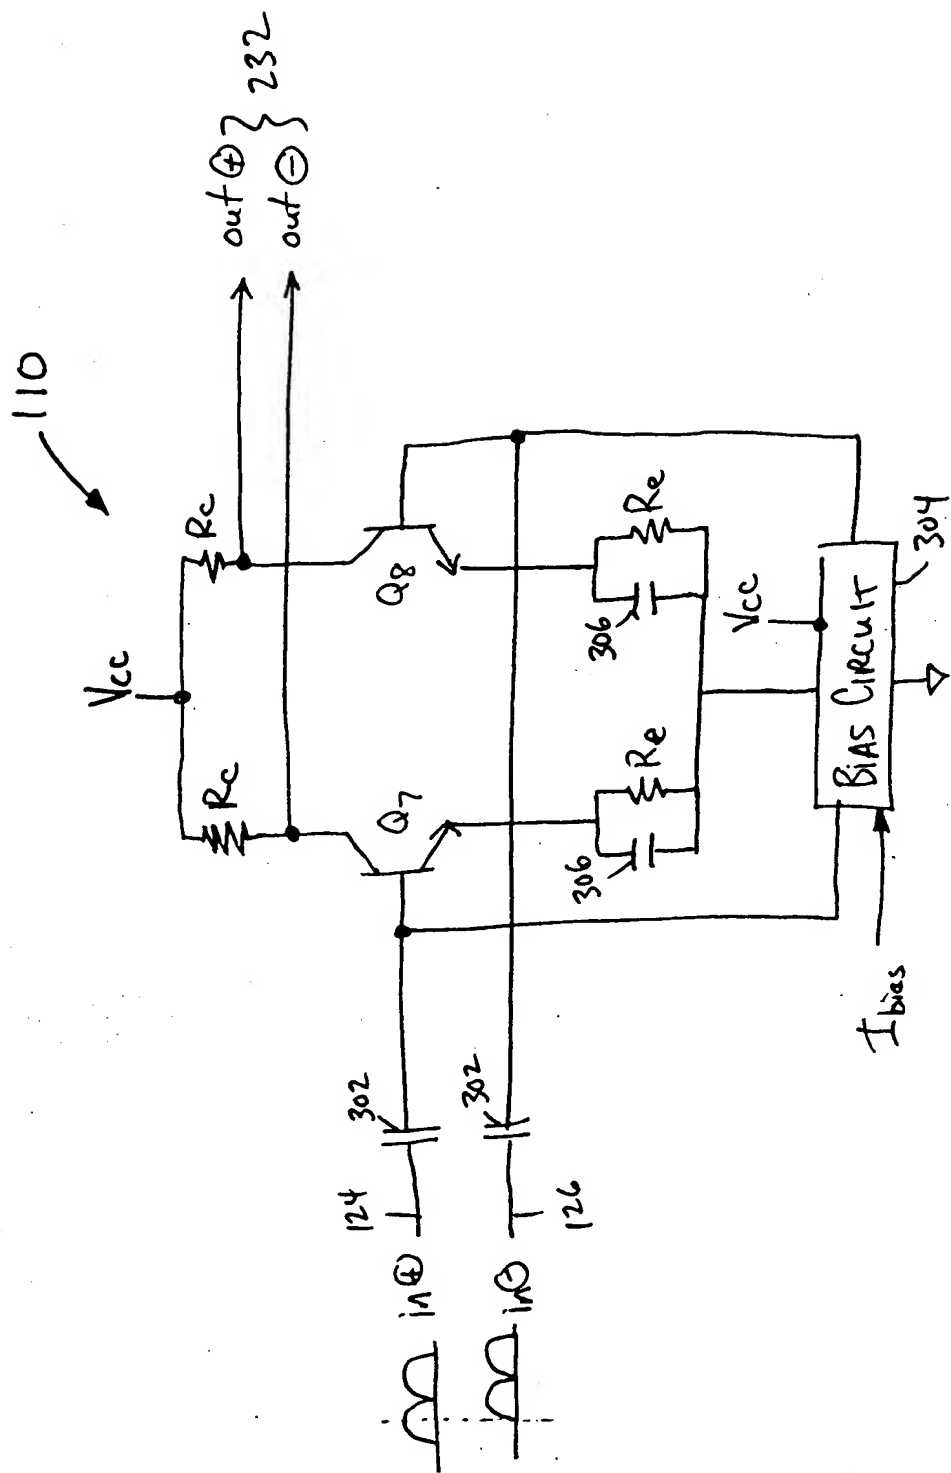 110
Vcc
Rc
Rc
out ⊕ } 232
out ⊖
Q7
Q8
in ⊕
124
302
in ⊖
126
302
306
Re
306
Re
Vcc
BIAS CIRCUIT
304
Ibias